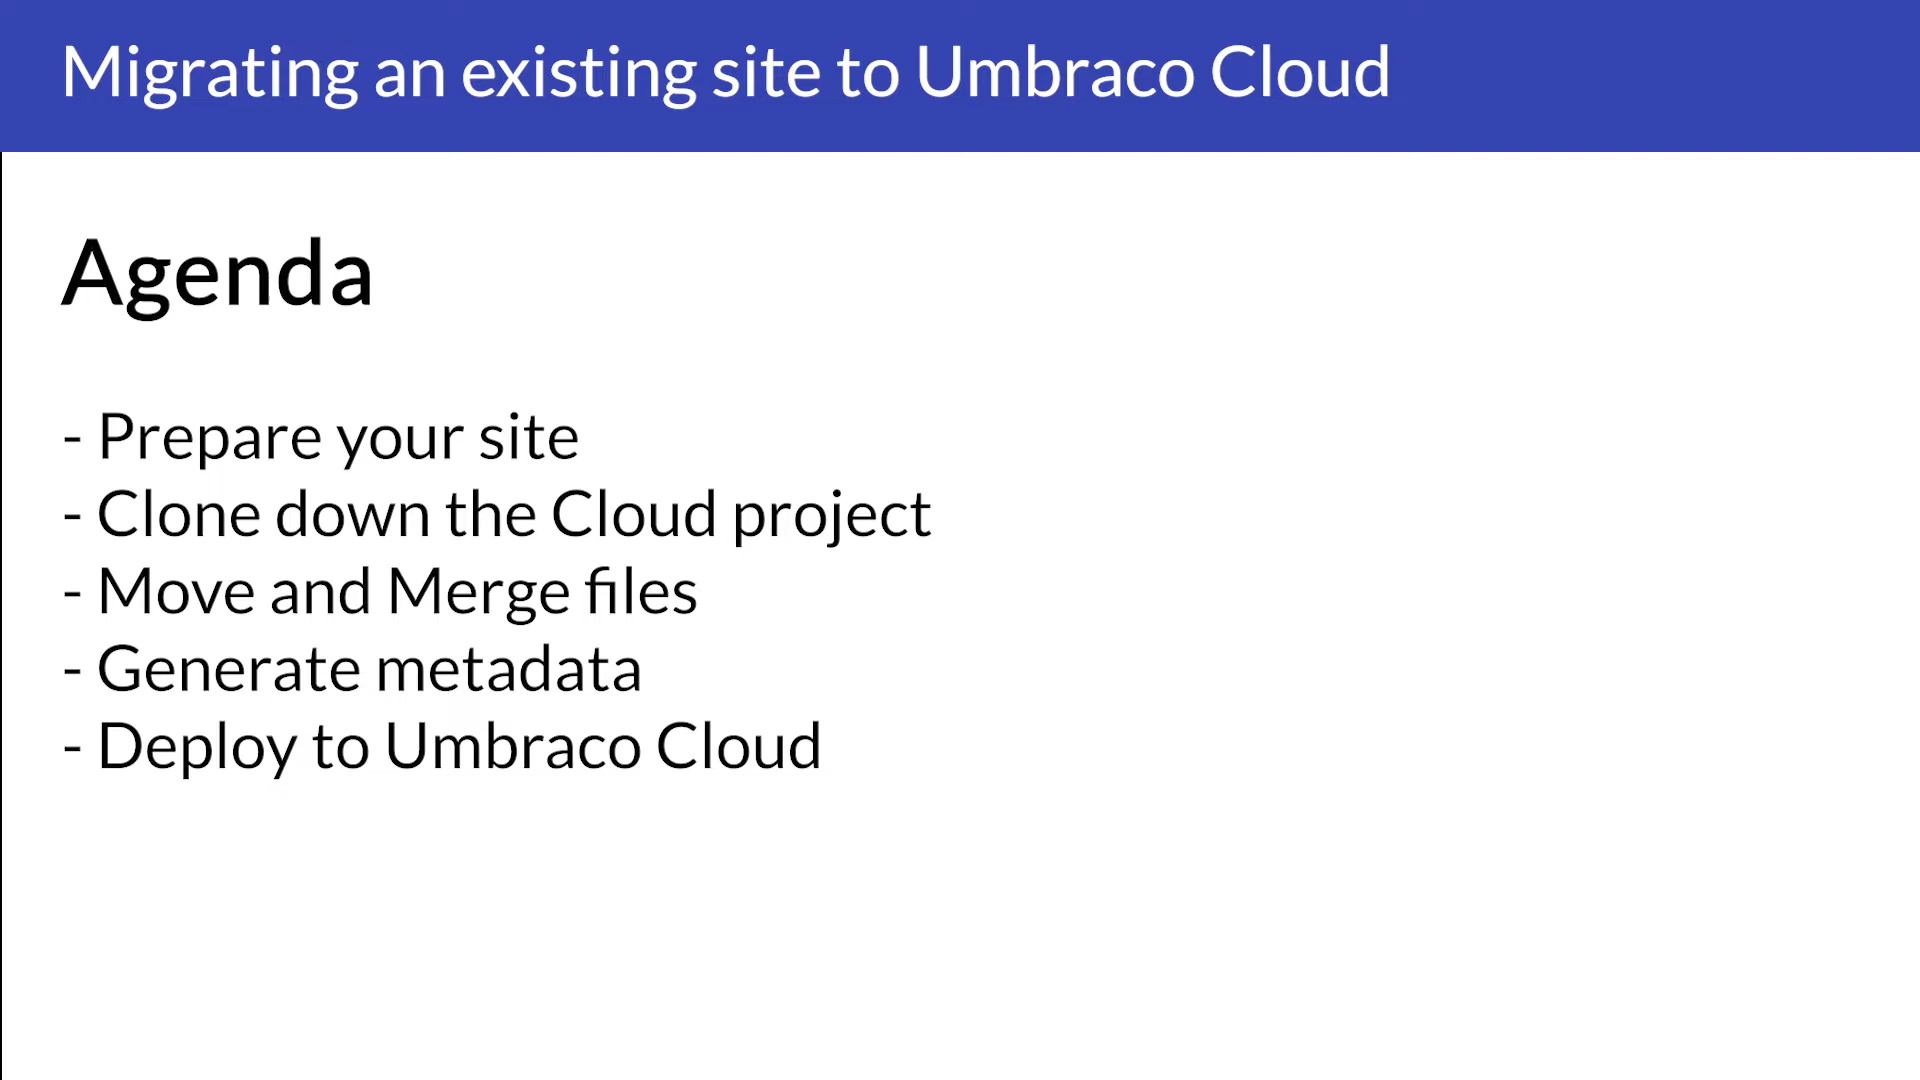 Migrating an existing site to Umbraco Cloud
Agenda
- Prepare your site
- Clone down the Cloud project
- Move and Merge files
- Generate metadata
- Deploy to Umbraco Cloud